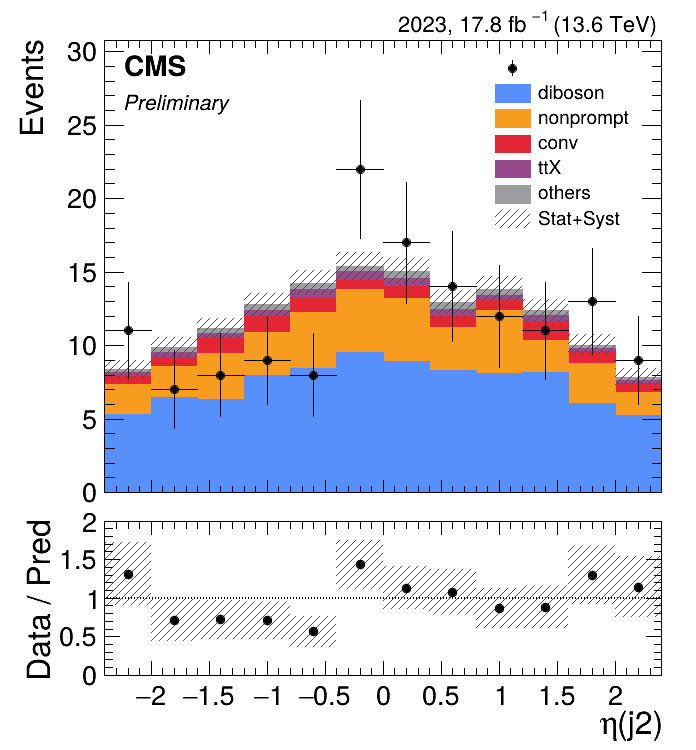 2023, 17.8 fb⁻¹ (13.6 TeV)
Events
30
25
20
15
10
5
0
CMS
Preliminary
diboson
nonprompt
conv
ttX
others
Stat+Syst
Data / Pred
2
1.5
1
0.5
0
−2 −1.5 −1 −0.5 0 0.5 1 1.5 2
η(j2)